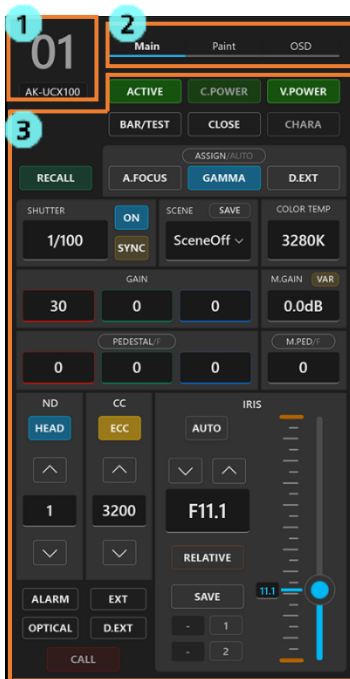 1
2
01
Main Paint OSD
AK-UCX100
ACTIVE C.POWER V.POWER
3
BAR/TEST CLOSE CHARA
ASSIGN/AUTO
RECALL A.FOCUS GAMMA D.EXT
SHUTTER ON SCENE SAVE COLOR TEMP
1/100 SYNC SceneOff 3280K
GAIN M.GAIN VAR
30 0 0 0.0dB
PEDESTAL/F M.PED/F
0 0 0 0
ND CC IRIS
HEAD ECC AUTO
1 3200 F11.1
RELATIVE
ALARM EXT SAVE 11.1
OPTICAL D.EXT - 1
CALL - 2